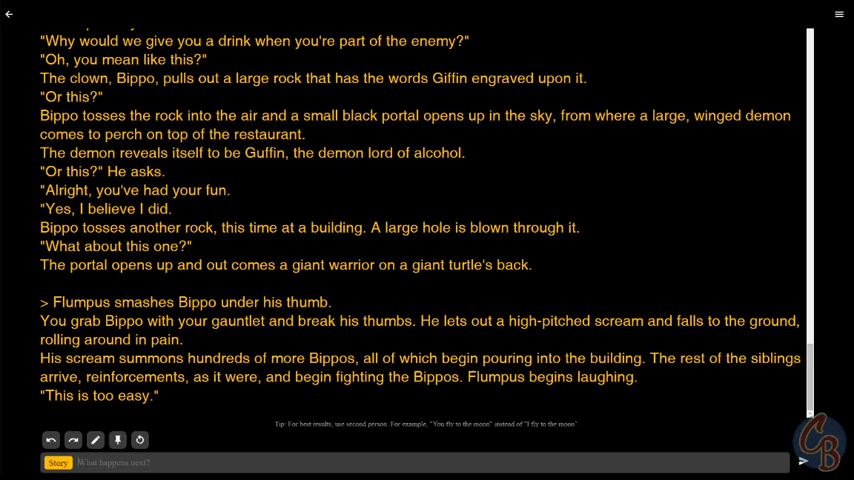 "Why would we give you a drink when you're part of the enemy?"
"Oh, you mean like this?"
The clown, Bippo, pulls out a large rock that has the words Giffin engraved upon it.
"Or this?"
Bippo tosses the rock into the air and a small black portal opens up in the sky, from where a large, winged demon
comes to perch on top of the restaurant.
The demon reveals itself to be Guffin, the demon lord of alcohol.
"Or this?" He asks.
"Alright, you've had your fun.
"Yes, I believe I did.
Bippo tosses another rock, this time at a building. A large hole is blown through it.
"What about this one?"
The portal opens up and out comes a giant warrior on a giant turtle's back.
> Flumpus smashes Bippo under his thumb.
You grab Bippo with your gauntlet and break his thumbs. He lets out a high-pitched scream and falls to the ground,
rolling around in pain.
His scream summons hundreds of more Bippos, all of which begin pouring into the building. The rest of the siblings
arrive, reinforcements, as it were, and begin fighting the Bippos. Flumpus begins laughing.
"This is too easy."
Tip: For best results, use second person. For example, "You fly to the moon" instead of "I fly to the moon".
Story What happens next?
CB